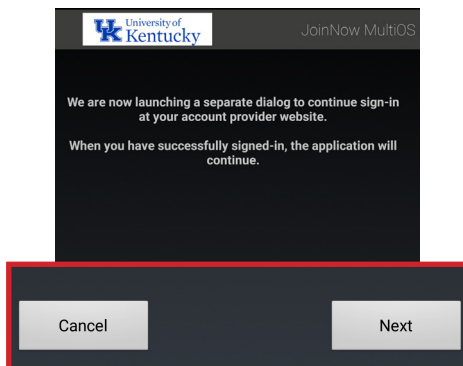 University of
Kentucky
JoinNow MultiOS
We are now launching a separate dialog to continue sign-in
at your account provider website.
When you have successfully signed-in, the application will
continue.
Cancel
Next